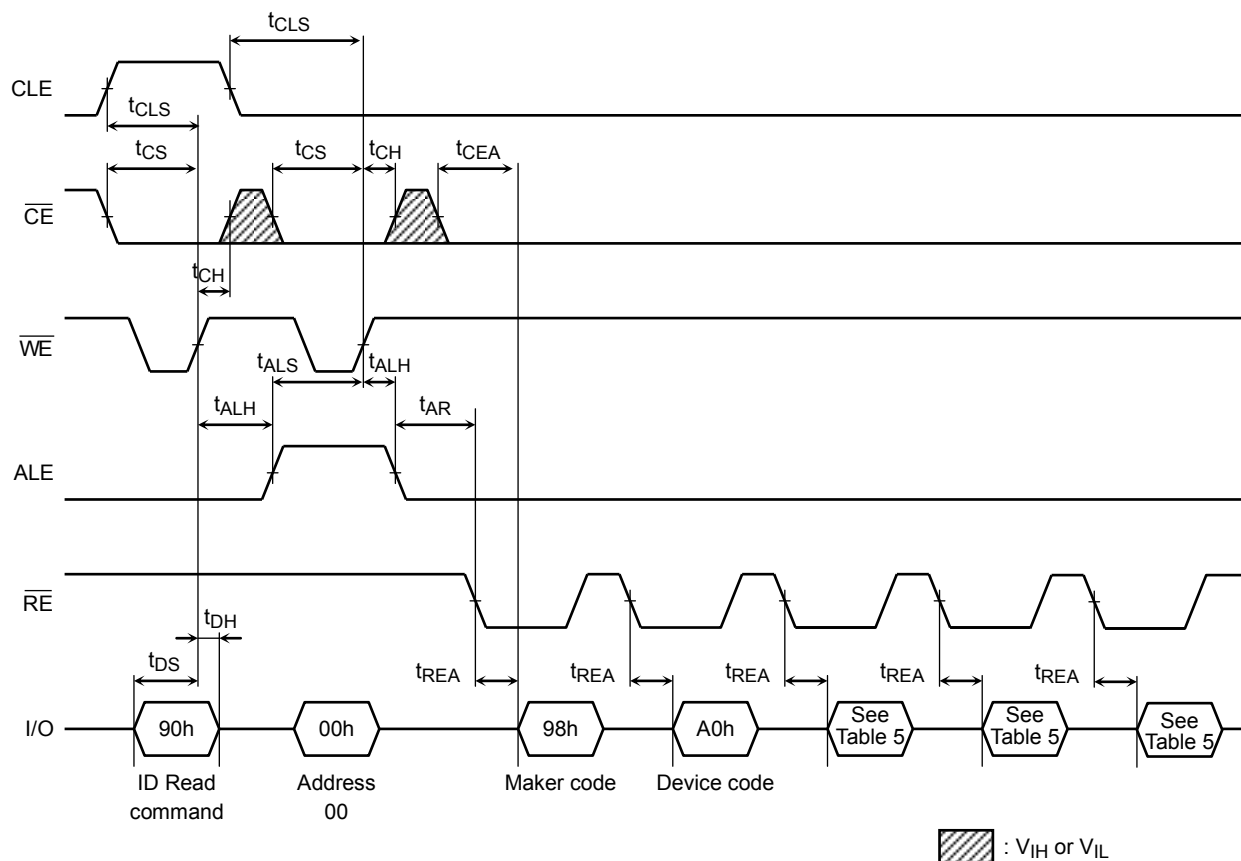 tCLS
CLE
tCLS
tCS
tCS
tCH
tCEA
CE
tCH
WE
tALS
tALH
tALH
tAR
ALE
RE
tDH
tDS
tREA
tREA
tREA
tREA
tREA
I/O
90h
00h
98h
A0h
See
Table 5
See
Table 5
See
Table 5
ID Read
command
Address
00
Maker code
Device code
: VIH or VIL